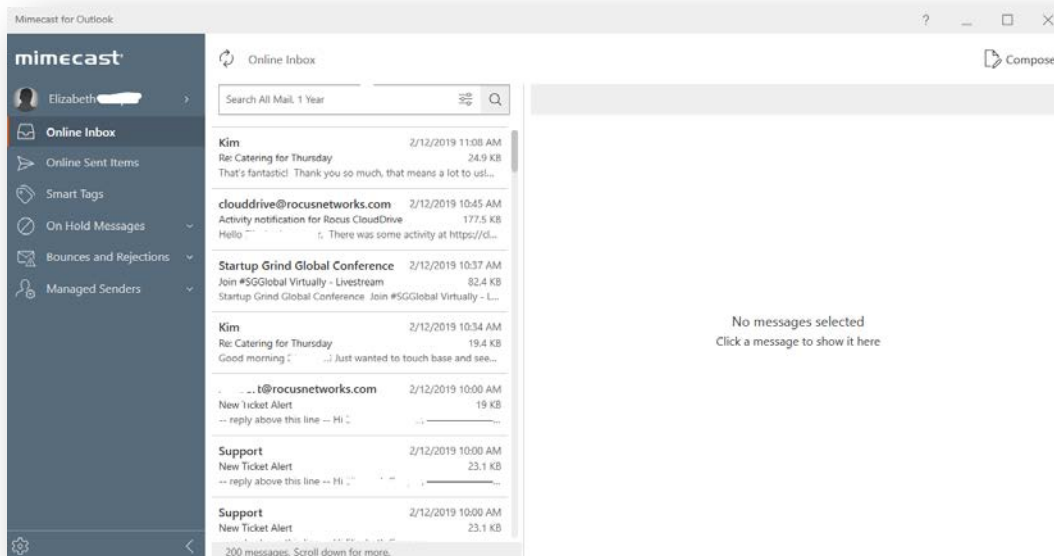 Mimecast for Outlook
?
mimecast
Elizabeth
Online Inbox
Online Sent Items
Smart Tags
On Hold Messages
Bounces and Rejections
Managed Senders
Online Inbox
Compose
Search All Mail. 1 Year
Kim 2/12/2019 11:08 AM
Re: Catering for Thursday 24.9 KB
That's fantastic! Thank you so much, that means a lot to us!...
clouddrive@rocusnetworks.com 2/12/2019 10:45 AM
Activity notification for Rocus CloudDrive 177.5 KB
Hello There was some activity at https://cl...
Startup Grind Global Conference 2/12/2019 10:37 AM
Join #SGGlobal Virtually - Livestream 82.4 KB
Startup Grind Global Conference Join #SGGlobal Virtually - L...
Kim 2/12/2019 10:34 AM
Re: Catering for Thursday 19.4 KB
Good morning Just wanted to touch base and see...
t@rocusnetworks.com 2/12/2019 10:00 AM
New Ticket Alert 19 KB
-- reply above this line -- Hi
Support 2/12/2019 10:00 AM
New Ticket Alert 23.1 KB
-- reply above this line -- Hi
Support 2/12/2019 10:00 AM
New Ticket Alert 23.1 KB
200 messages. Scroll down for more.
No messages selected
Click a message to show it here